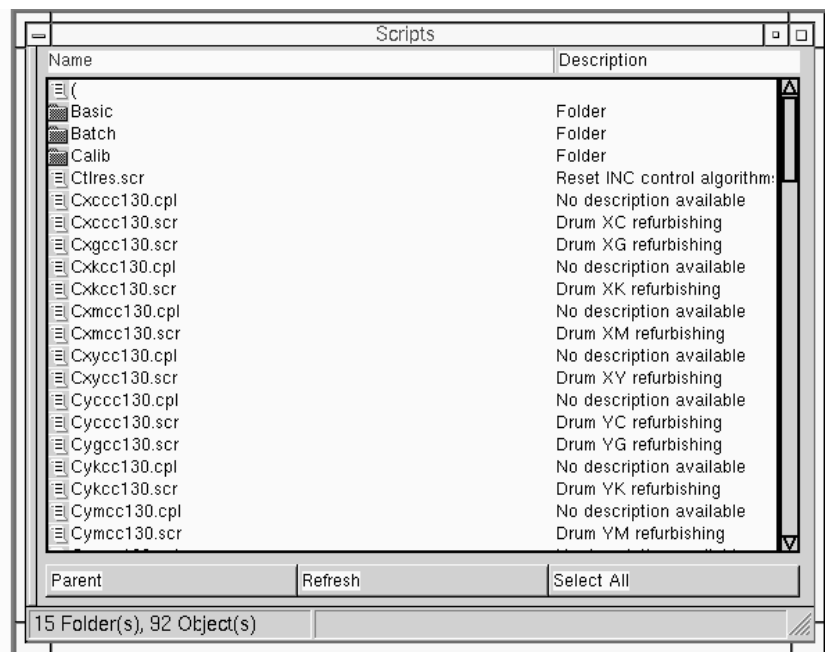 Scripts
Name Description
(
Basic Folder
Batch Folder
Calib Folder
Ctlres.scr Reset INC control algorithm
Cxccc130.cpl No description available
Cxccc130.scr Drum XC refurbishing
Cxgcc130.scr Drum XG refurbishing
Cxkcc130.cpl No description available
Cxkcc130.scr Drum XK refurbishing
Cxmcc130.cpl No description available
Cxmcc130.scr Drum XM refurbishing
Cxycc130.cpl No description available
Cxycc130.scr Drum XY refurbishing
Cyccc130.cpl No description available
Cyccc130.scr Drum YC refurbishing
Cygcc130.scr Drum YG refurbishing
Cykcc130.cpl No description available
Cykcc130.scr Drum YK refurbishing
Cymcc130.cpl No description available
Cymcc130.scr Drum YM refurbishing
Parent Refresh Select All
15 Folder(s), 92 Object(s)